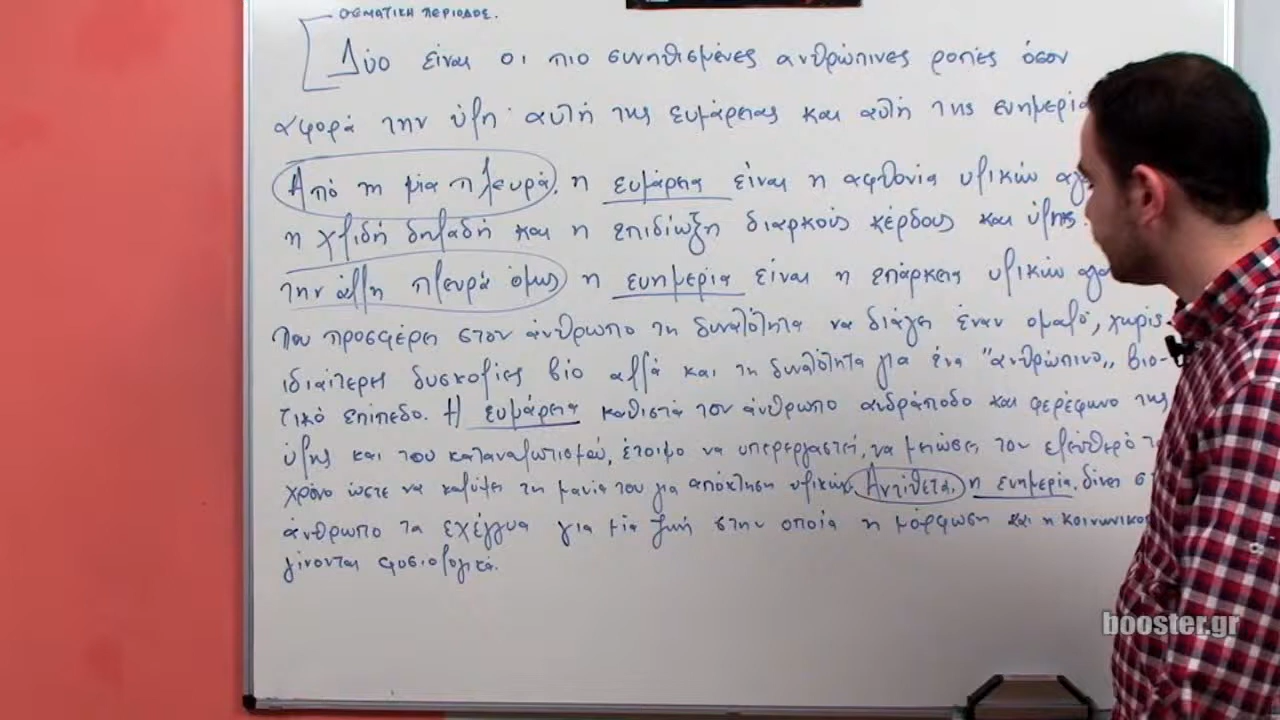 ΘΕΜΑΤΙΚΗ ΠΕΡΙΟΔΟΣ.
Δύο είναι οι πιο συνηθισμένες ανθρώπινες ροπές όσον
αφορά την ύλη· αυτή της ευμάρειας και αυτή της ευημερία
Από τη μία πλευρά, η ευμάρεια είναι η αφθονία υλικών αγ
η χλιδή δηλαδή και η επιδίωξη διαρκούς κέρδους και ύλης.
την άλλη πλευρά όμως η ευημερία είναι η επάρκεια υλικών αγα
που προσφέρει στον άνθρωπο τη δυνατότητα να διάγει έναν ομαλό, χωρίς
ιδιαίτερες δυσκολίες βίο αλλά και τη δυνατότητα για ένα "ανθρώπινο,, βιο-
τικό επίπεδο. Η ευμάρεια καθιστά τον άνθρωπο ανδράποδο και φερέφωνο της
ύλης και του καταναλωτισμού, έτοιμο να υπερεργαστεί, να μειώσει τον ελεύθερό τ
χρόνο ώστε να καλύψει τη μανία του για απόκτηση υλικών. Αντίθετα, η ευημερία, δίνει σ
άνθρωπο τα εχέγγυα για μία ζωή στην οποία η μόρφωση και η κοινωνικο
γίνονται φυσιολογικά.
booster.gr